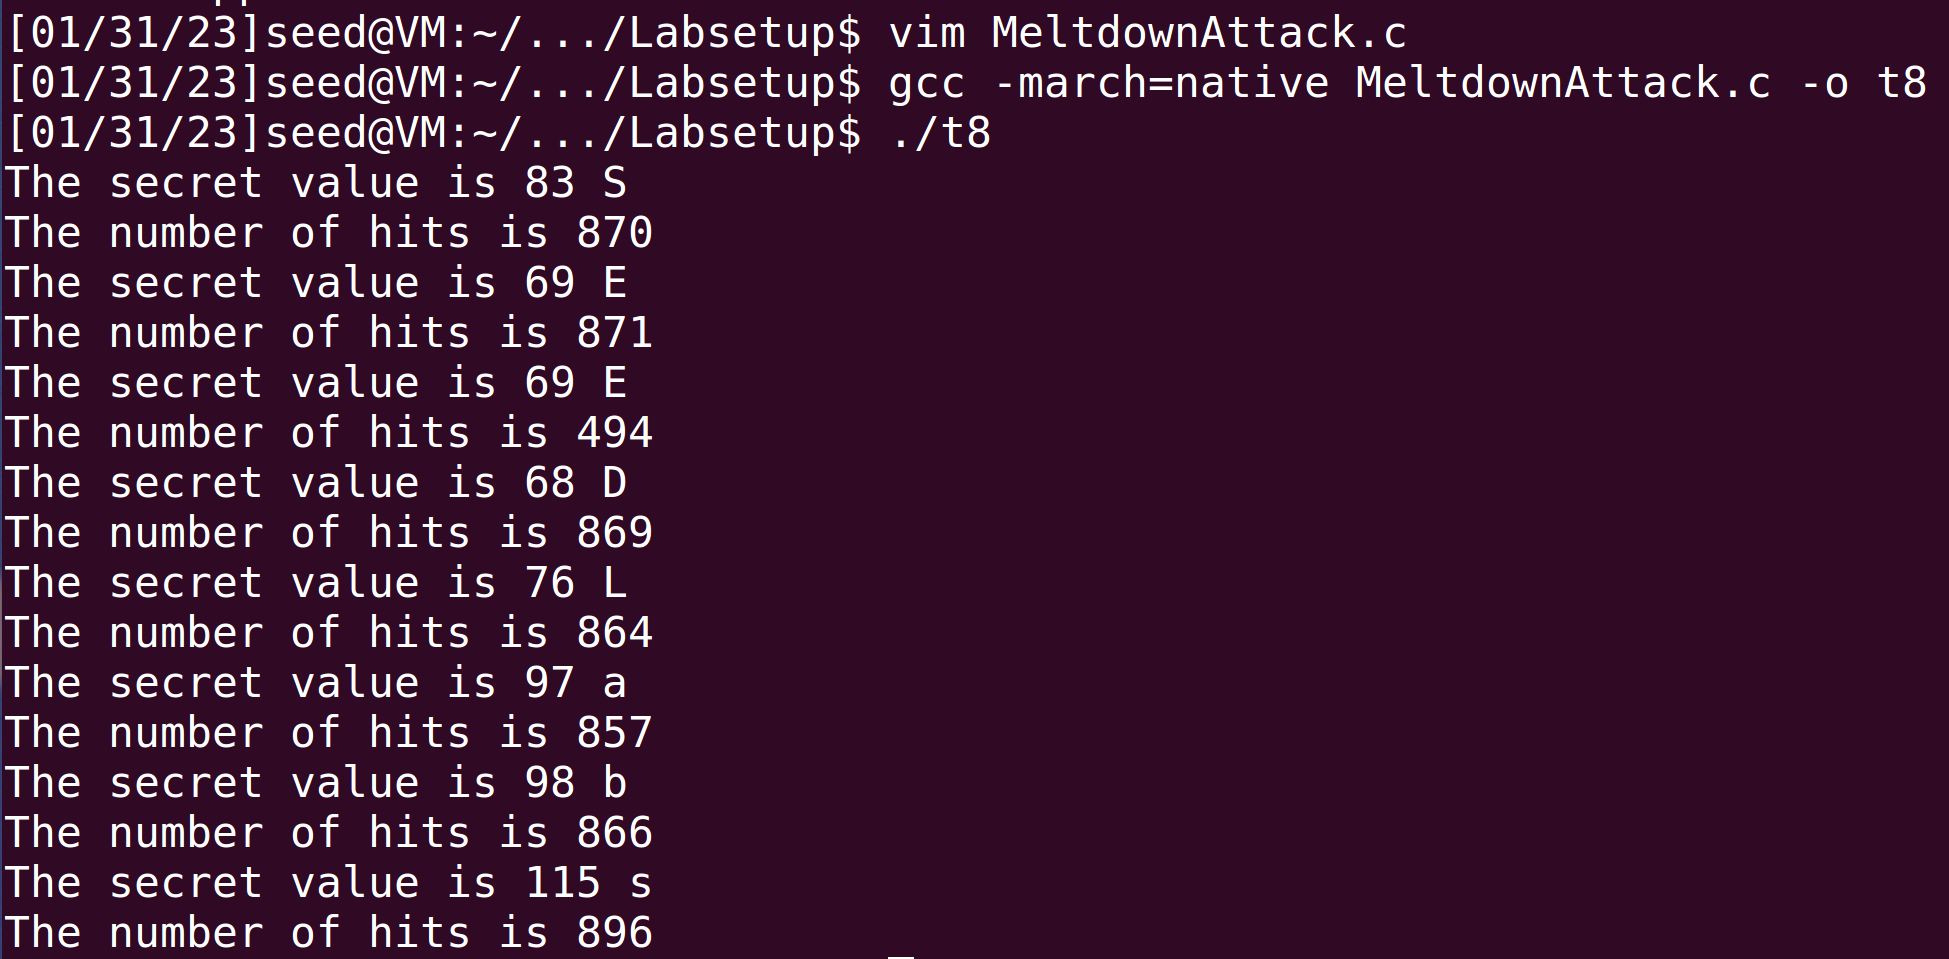 [01/31/23]seed@VM:~/.../Labsetup$ vim MeltdownAttack.c
[01/31/23]seed@VM:~/.../Labsetup$ gcc -march=native MeltdownAttack.c -o t8
[01/31/23]seed@VM:~/.../Labsetup$ ./t8
The secret value is 83 S
The number of hits is 870
The secret value is 69 E
The number of hits is 871
The secret value is 69 E
The number of hits is 494
The secret value is 68 D
The number of hits is 869
The secret value is 76 L
The number of hits is 864
The secret value is 97 a
The number of hits is 857
The secret value is 98 b
The number of hits is 866
The secret value is 115 s
The number of hits is 896